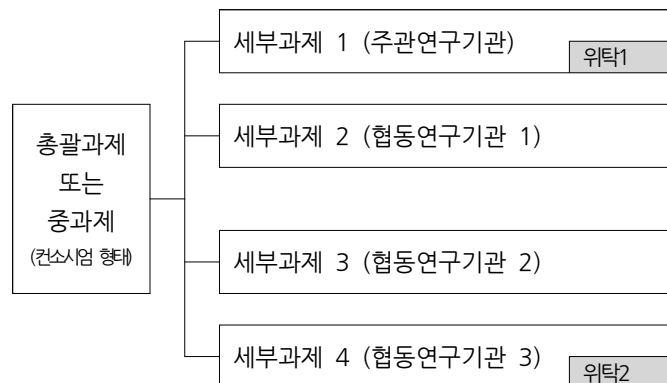 세부과제 1 (주관연구기관)
위탁1
총괄과제
또는
중과제
(컨소시엄 형태)
세부과제 2 (협동연구기관 1)
세부과제 3 (협동연구기관 2)
세부과제 4 (협동연구기관 3)
위탁2